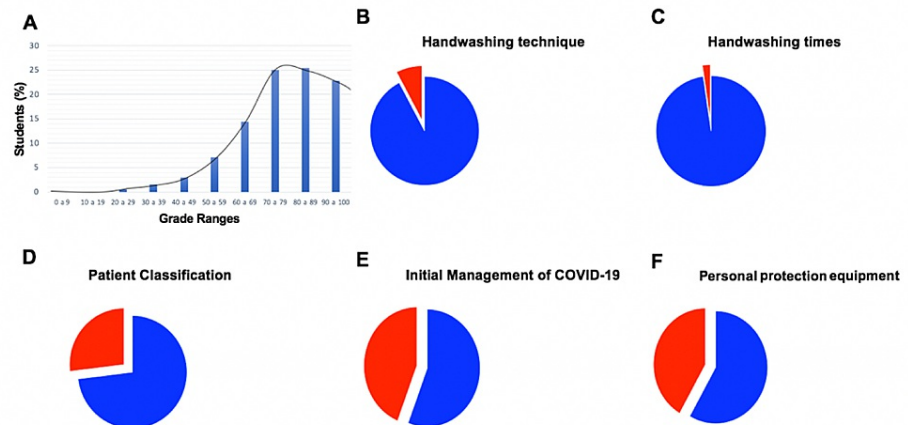 A
Students (%)
30
25
20
15
10
5
0
0 a 9 10 a 19 20 a 29 30 a 39 40 a 49 50 a 59 60 a 69 70 a 79 80 a 89 90 a 100
Grade Ranges
B
Handwashing technique
C
Handwashing times
D
Patient Classification
E
Initial Management of COVID-19
F
Personal protection equipment